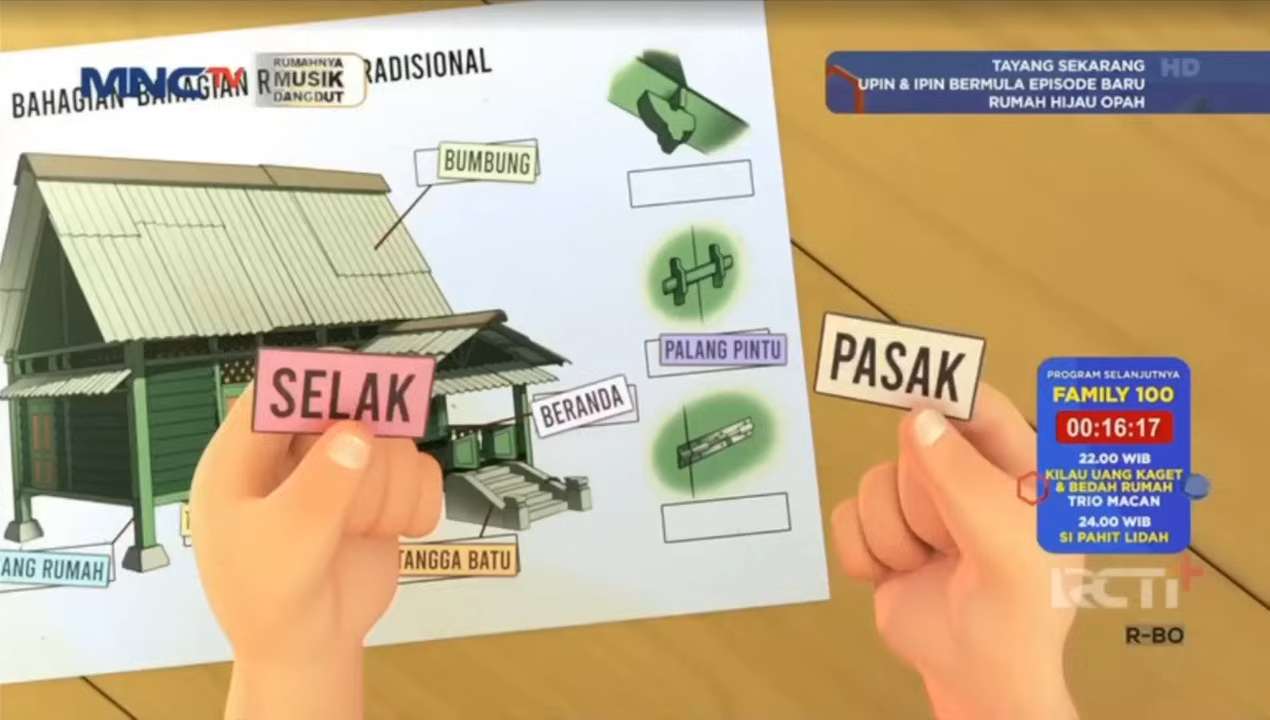 MNCTV
RUMAHNYA
MUSIK
DANGDUT
BAHAGIAN-BAHAGIAN R RADISIONAL
TAYANG SEKARANG
UPIN & IPIN BERMULA EPISODE BARU
RUMAH HIJAU OPAH
HD
BUMBUNG
PALANG PINTU
SELAK
PASAK
BERANDA
ANG RUMAH
TANGGA BATU
PROGRAM SELANJUTNYA
FAMILY 100
00:16:17
22.00 WIB
KILAU UANG KAGET
& BEDAH RUMAH
TRIO MACAN
24.00 WIB
SI PAHIT LIDAH
RCTI+
R-BO